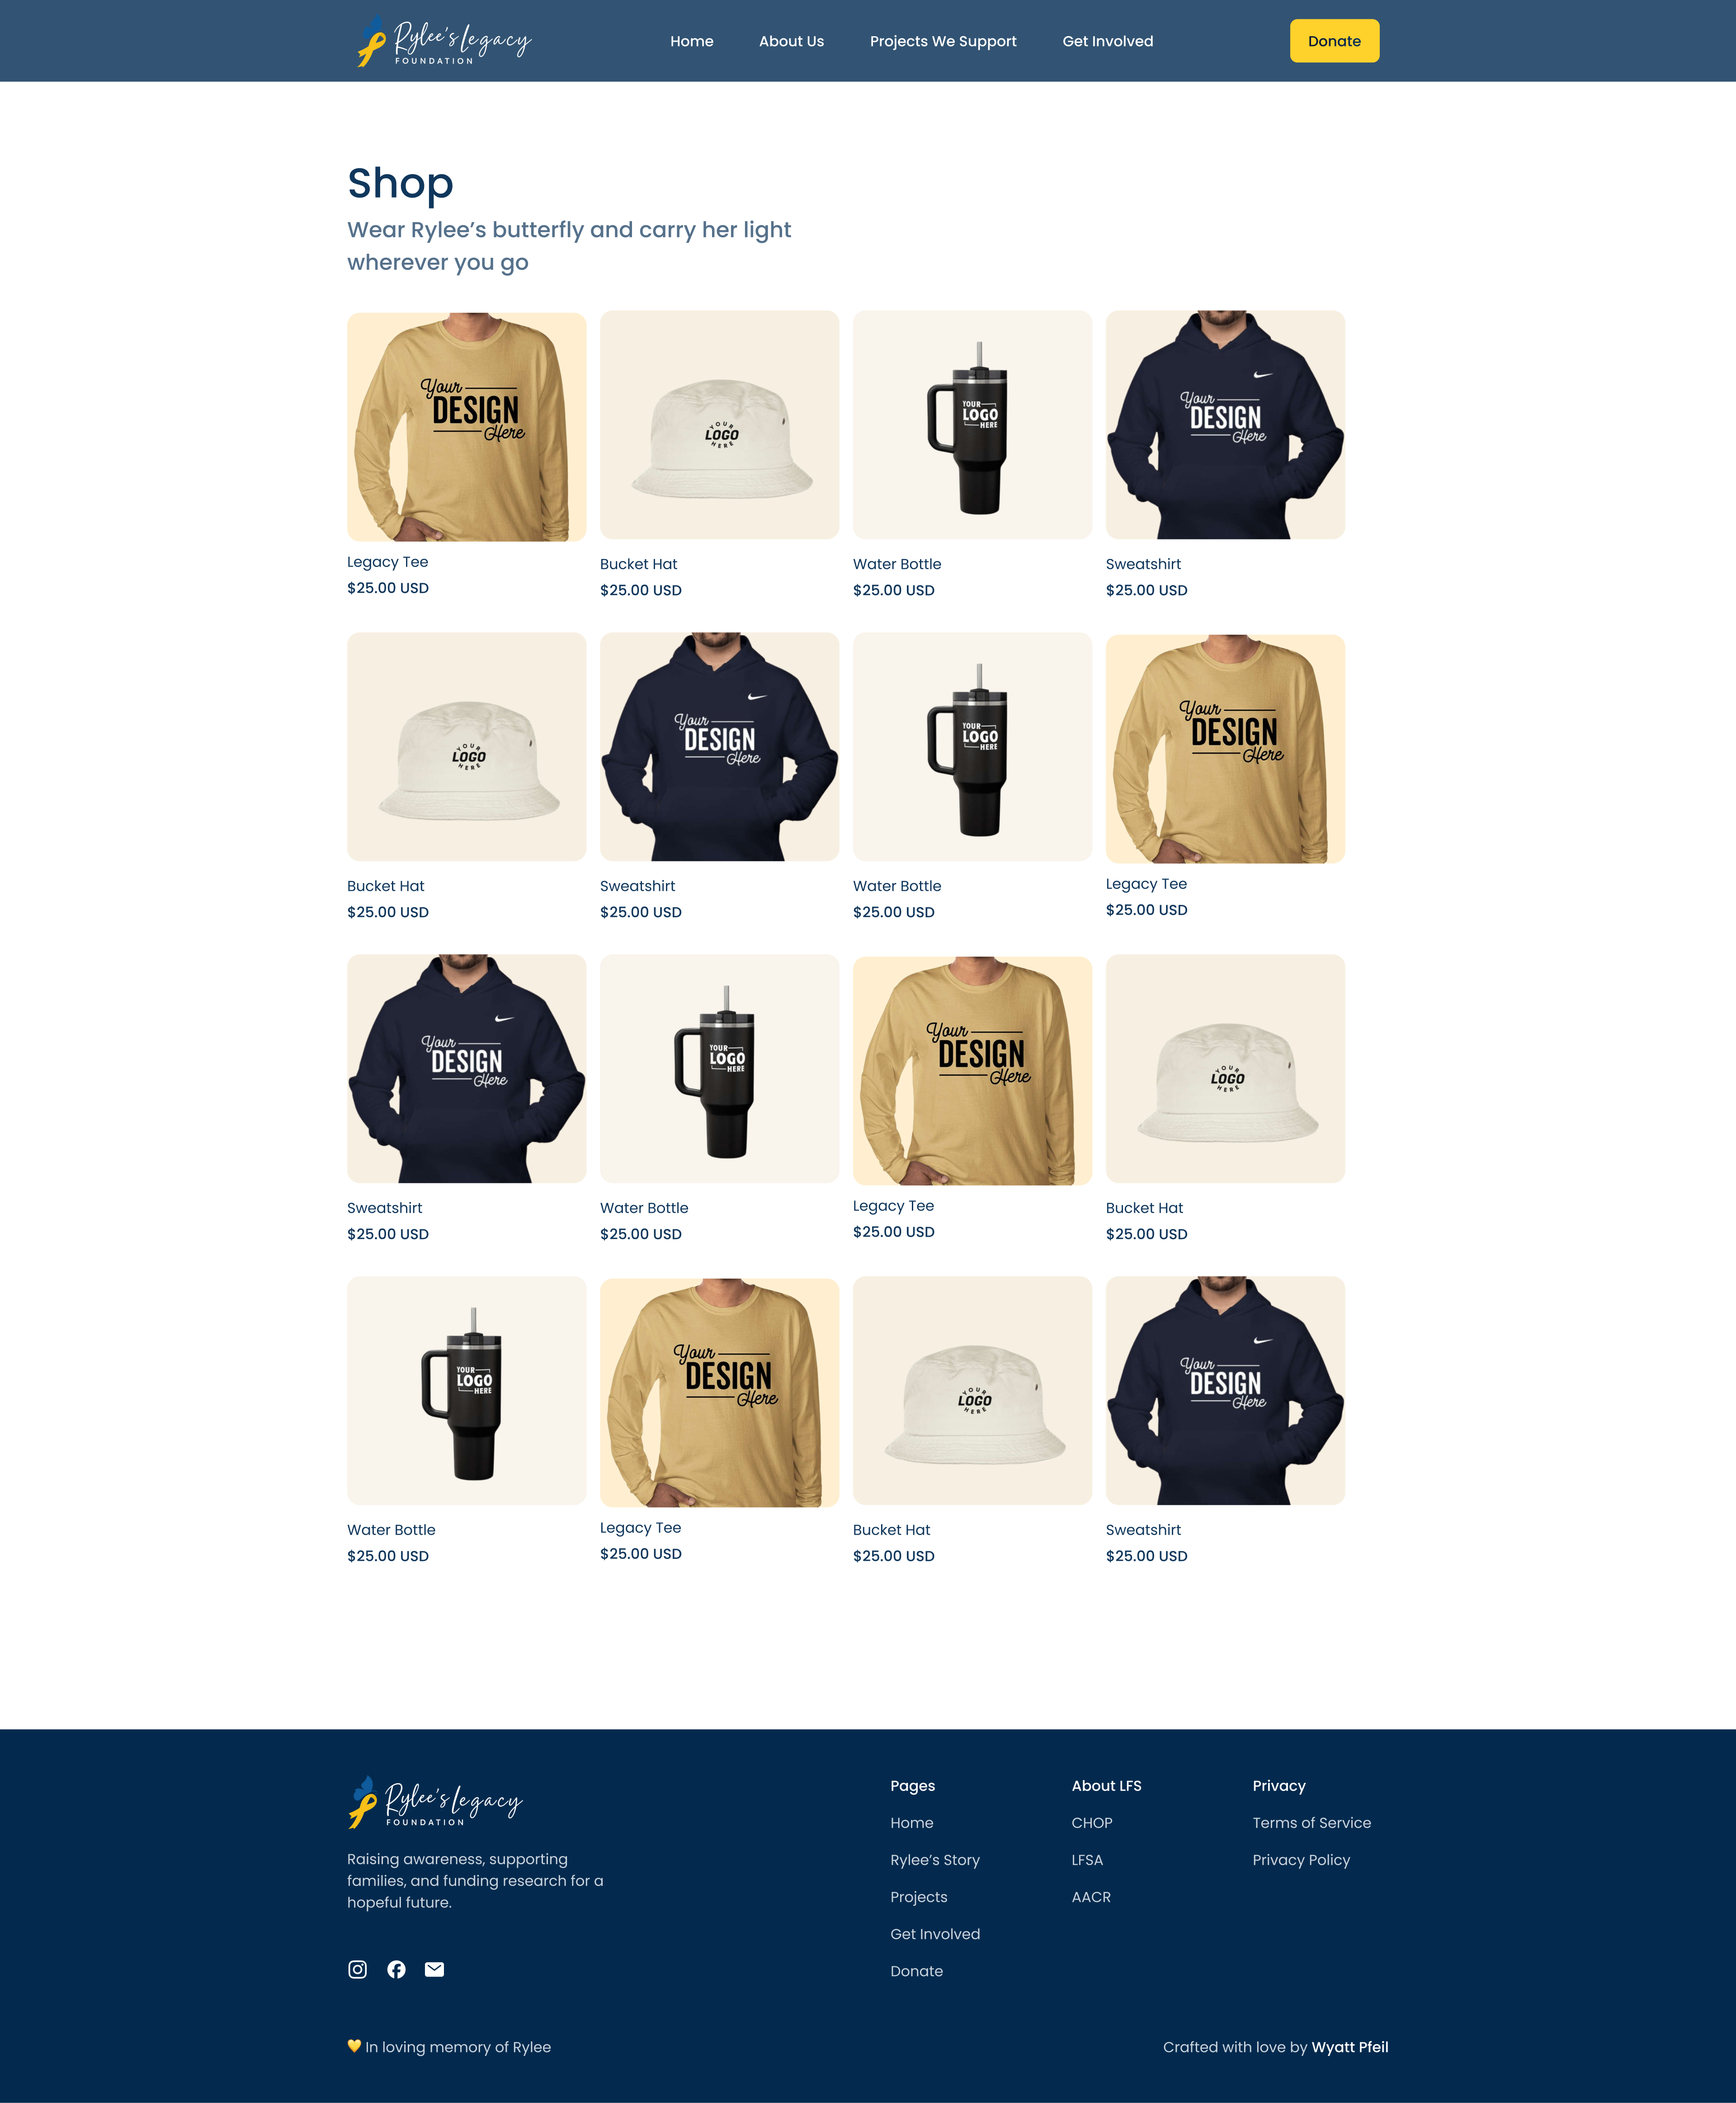 Rylee's Legacy
FOUNDATION
Home
About Us
Projects We Support
Get Involved
Donate
Shop
Wear Rylee’s butterfly and carry her light
wherever you go
Your
DESIGN
Here
YOUR
LOGO
HERE
YOUR
LOGO
HERE
Your
DESIGN
Here
Legacy Tee
$25.00 USD
Bucket Hat
$25.00 USD
Water Bottle
$25.00 USD
Sweatshirt
$25.00 USD
YOUR
LOGO
HERE
Your
DESIGN
Here
YOUR
LOGO
HERE
Your
DESIGN
Here
Bucket Hat
$25.00 USD
Sweatshirt
$25.00 USD
Water Bottle
$25.00 USD
Legacy Tee
$25.00 USD
Your
DESIGN
Here
YOUR
LOGO
HERE
Your
DESIGN
Here
YOUR
LOGO
HERE
Sweatshirt
$25.00 USD
Water Bottle
$25.00 USD
Legacy Tee
$25.00 USD
Bucket Hat
$25.00 USD
YOUR
LOGO
HERE
Your
DESIGN
Here
YOUR
LOGO
HERE
Your
DESIGN
Here
Water Bottle
$25.00 USD
Legacy Tee
$25.00 USD
Bucket Hat
$25.00 USD
Sweatshirt
$25.00 USD
Rylee's Legacy
FOUNDATION
Raising awareness, supporting
families, and funding research for a
hopeful future.
Pages
Home
Rylee’s Story
Projects
Get Involved
Donate
About LFS
CHOP
LFSA
AACR
Privacy
Terms of Service
Privacy Policy
💛 In loving memory of Rylee
Crafted with love by Wyatt Pfeil